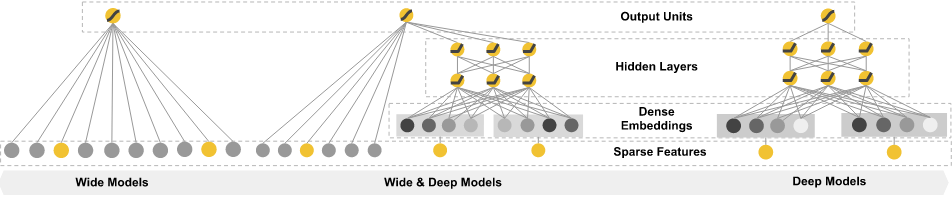 Output Units
Hidden Layers
Dense
Embeddings
Sparse Features
Wide Models
Wide & Deep Models
Deep Models